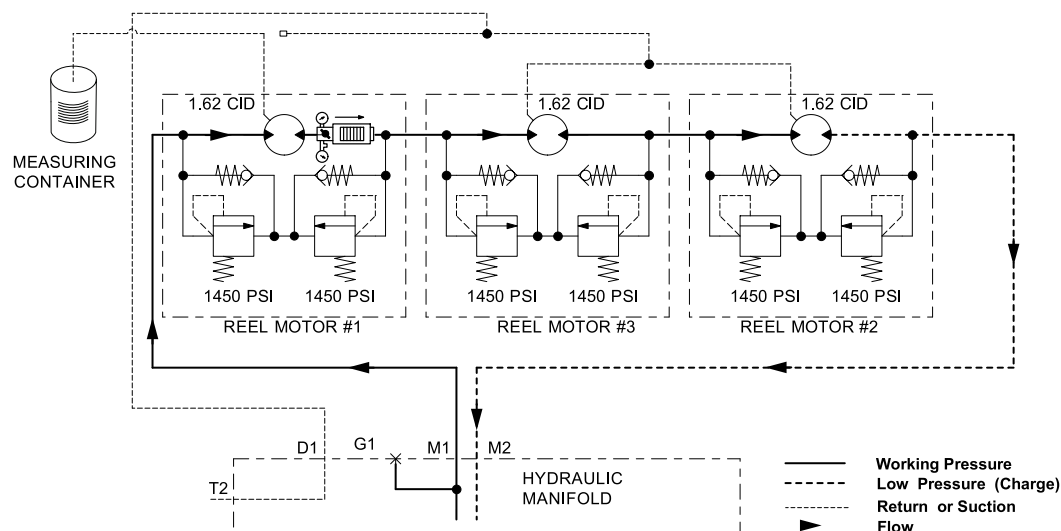 1.62 CID
1.62 CID
1.62 CID
MEASURING
CONTAINER
1450 PSI
1450 PSI
1450 PSI
1450 PSI
1450 PSI
1450 PSI
REEL MOTOR #1
REEL MOTOR #3
REEL MOTOR #2
D1
G1
M1
M2
T2
HYDRAULIC
MANIFOLD
Working Pressure
Low Pressure (Charge)
Return or Suction
Flow